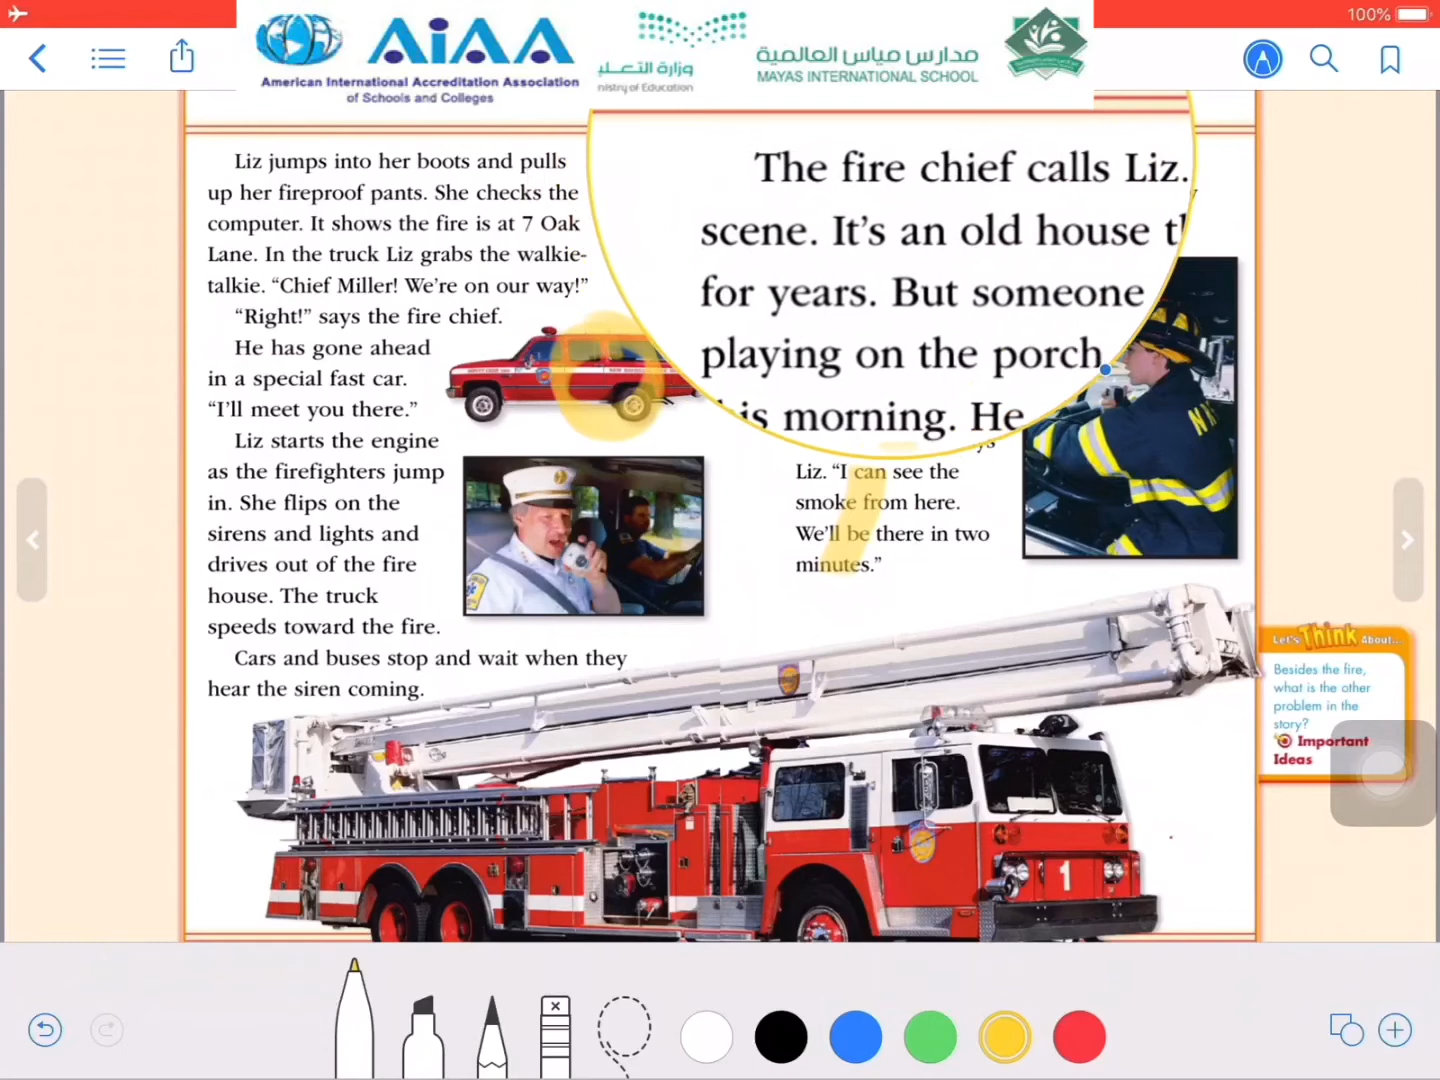 100%
AiAA
American International Accreditation Association
of Schools and Colleges
وزارة التعلي
nistry of Education
مدارس مياس العالمية
MAYAS INTERNATIONAL SCHOOL
Liz jumps into her boots and pulls
up her fireproof pants. She checks the
computer. It shows the fire is at 7 Oak
Lane. In the truck Liz grabs the walkie-
talkie. “Chief Miller! We’re on our way!”
“Right!” says the fire chief.
He has gone ahead
in a special fast car.
“I’ll meet you there.”
Liz starts the engine
as the firefighters jump
in. She flips on the
sirens and lights and
drives out of the fire
house. The truck
speeds toward the fire.
Cars and buses stop and wait when they
hear the siren coming.
The fire chief calls Liz.
scene. It’s an old house
for years. But someone
playing on the porch
morning. He
Liz. “I can see the
smoke from here.
We’ll be there in two
minutes.”
Let's Think About...
Besides the fire,
what is the other
problem in the
story?
Important
Ideas
1